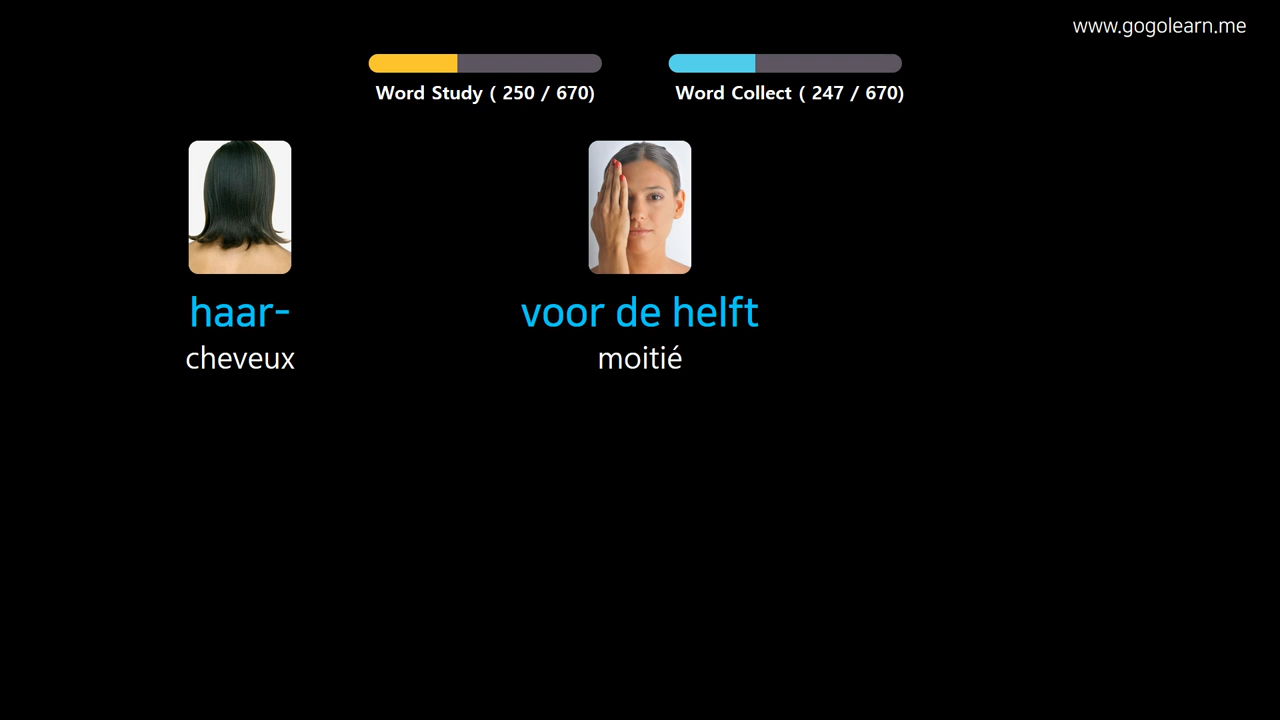 www.gogolearn.me
Word Study ( 250 / 670)
Word Collect ( 247 / 670)
haar-
cheveux
voor de helft
moitié